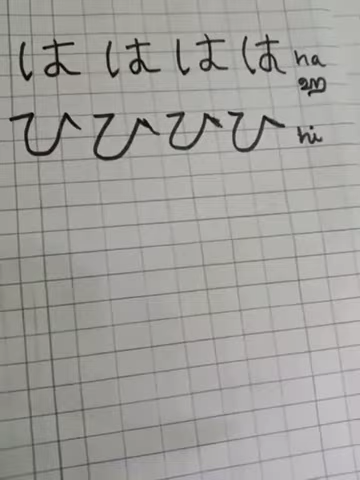 は は は は ha
ひ ひ ひ ひ hi